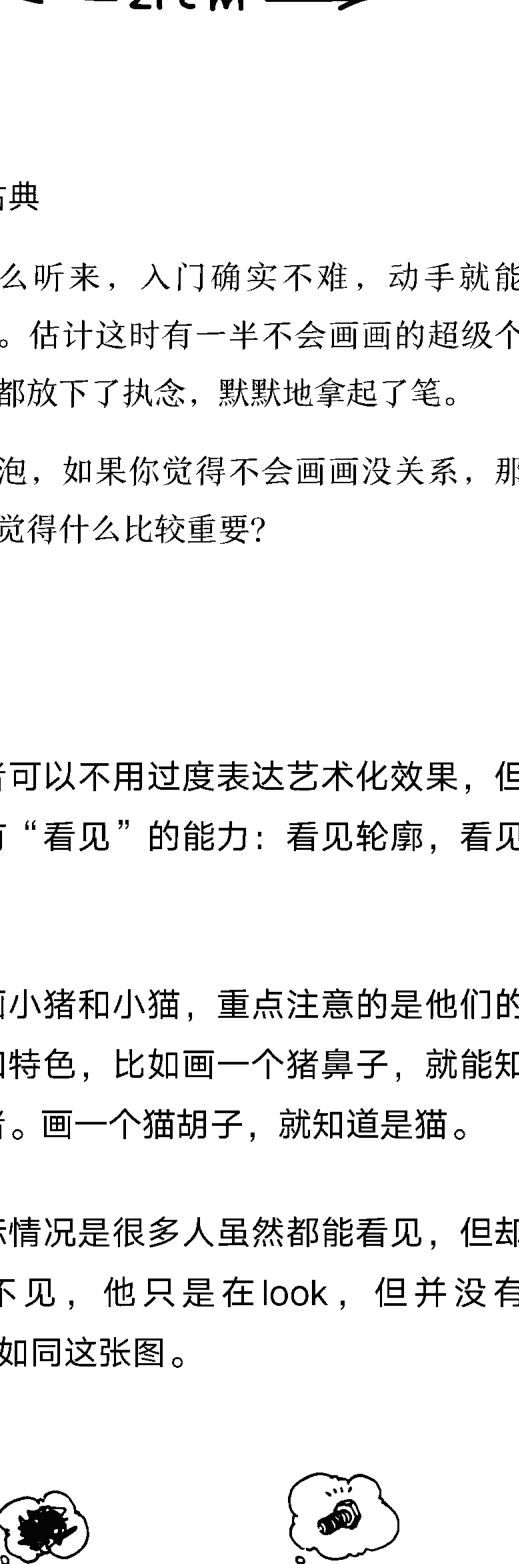 古典
么听来，入门确实不难，动手就能
。估计这时有一半不会画画的超级个
都放下了执念，默默地拿起了笔。
泡，如果你觉得不会画画没关系，那
觉得什么比较重要？
者可以不用过度表达艺术化效果，但
有“看见”的能力：看见轮廓，看见
画小猪和小猫，重点注意的是他们的
和特色，比如画一个猪鼻子，就能知
者。画一个猫胡子，就知道是猫。
际情况是很多人虽然都能看见，但却
不见，他只是在look，但并没有
如同这张图。